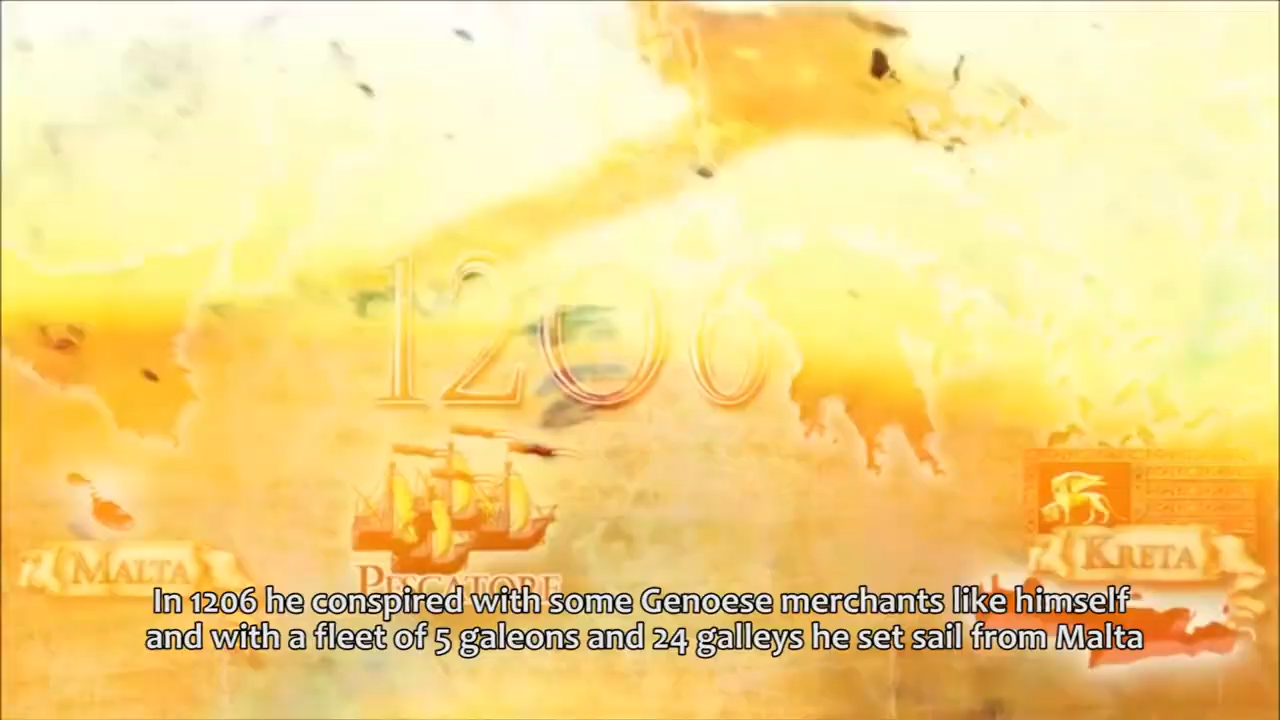 1206
MALTA
PESCATORE
KRETA
In 1206 he conspired with some Genoese merchants like himself
and with a fleet of 5 galeons and 24 galleys he set sail from Malta